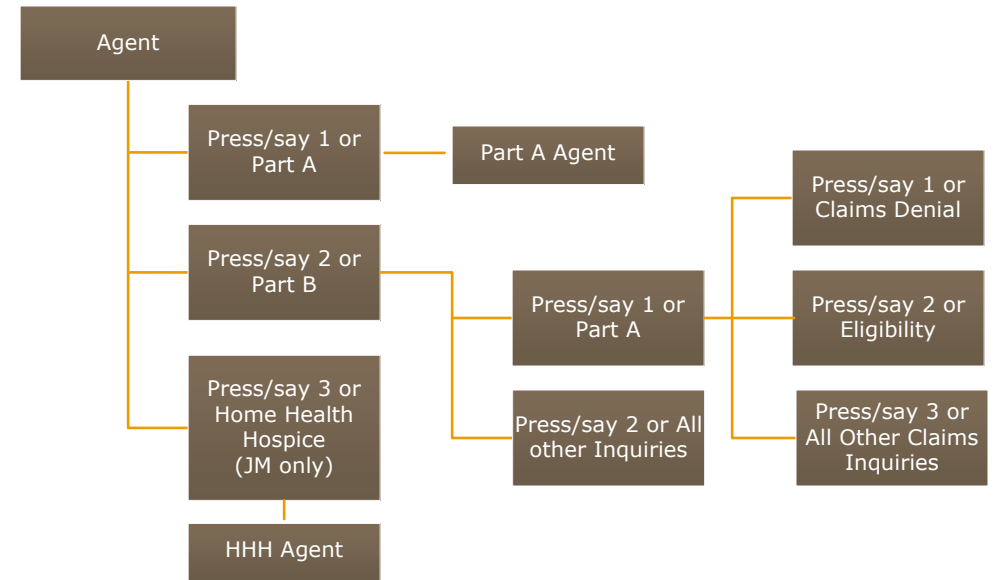 Agent
Press/say 1 or
Part A
Part A Agent
Press/say 2 or
Part B
Press/say 1 or
Part A
Press/say 1 or
Claims Denial
Press/say 2 or
Eligibility
Press/say 3 or
All Other Claims
Inquiries
Press/say 2 or All
other Inquiries
Press/say 3 or
Home Health
Hospice
(JM only)
HHH Agent